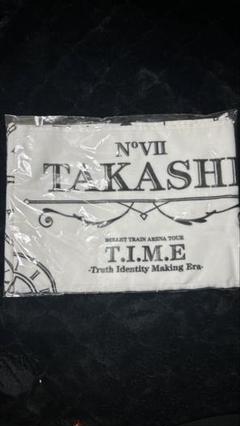 NºVII
TAKASHI
BULLET TRAIN ARENA TOUR
T.I.M.E
-Truth Identity Making Era-